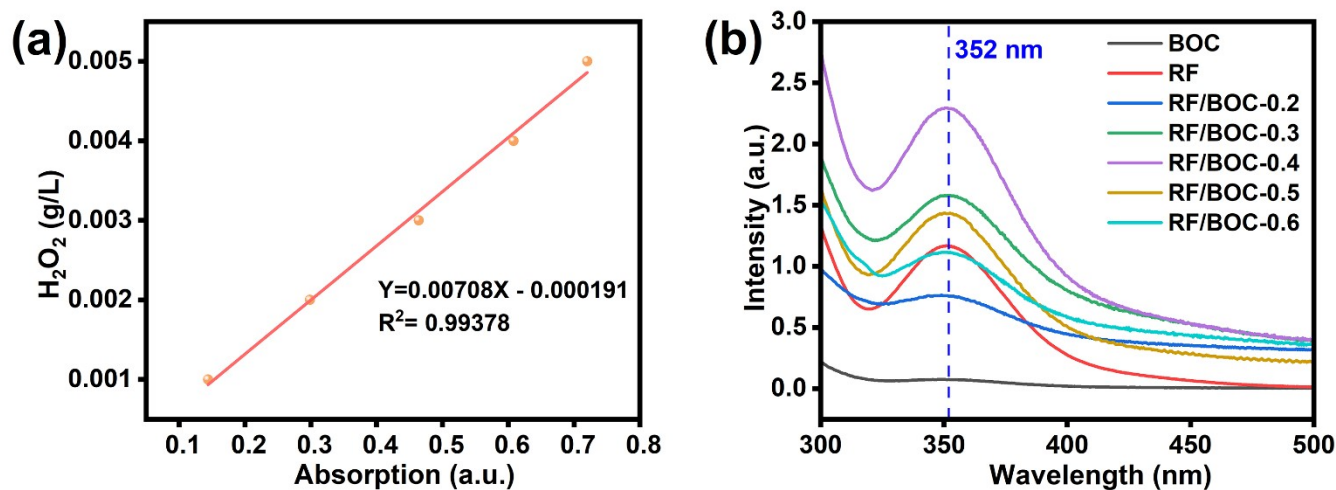 (a)
H₂O₂ (g/L)
0.005
0.004
0.003
0.002
0.001
Y=0.00708X - 0.000191
R²= 0.99378
0.1 0.2 0.3 0.4 0.5 0.6 0.7 0.8
Absorption (a.u.)
(b)
Intensity (a.u.)
3.0
2.5
2.0
1.5
1.0
0.5
0.0
352 nm
BOC
RF
RF/BOC-0.2
RF/BOC-0.3
RF/BOC-0.4
RF/BOC-0.5
RF/BOC-0.6
300 350 400 450 500
Wavelength (nm)